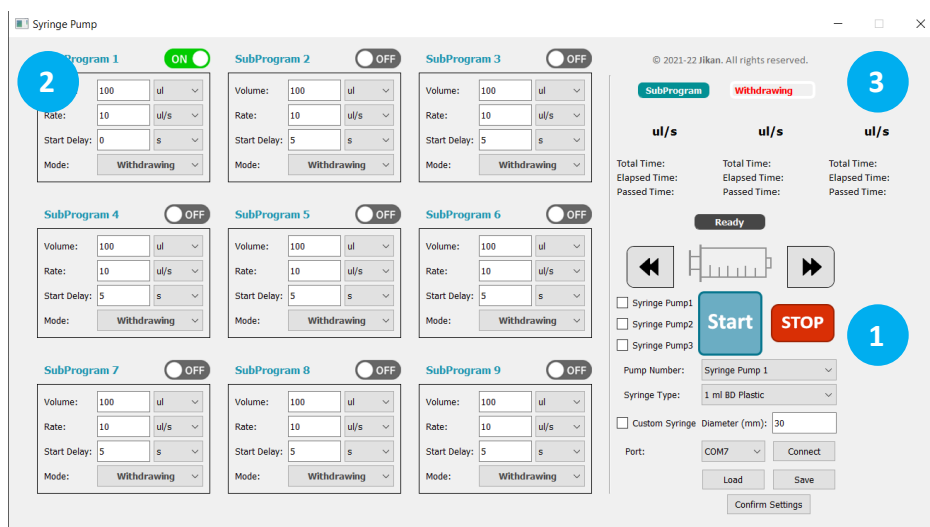 Syringe Pump
SubProgram 1 ON SubProgram 2 OFF SubProgram 3 OFF
2
100 ul Volume: 100 ul Volume: 100 ul
Rate: 10 ul/s Rate: 10 ul/s Rate: 10 ul/s
Start Delay: 0 s Start Delay: 5 s Start Delay: 5 s
Mode: Withdrawing Mode: Withdrawing Mode: Withdrawing
SubProgram 4 OFF SubProgram 5 OFF SubProgram 6 OFF
Volume: 100 ul Volume: 100 ul Volume: 100 ul
Rate: 10 ul/s Rate: 10 ul/s Rate: 10 ul/s
Start Delay: 5 s Start Delay: 5 s Start Delay: 5 s
Mode: Withdrawing Mode: Withdrawing Mode: Withdrawing
SubProgram 7 OFF SubProgram 8 OFF SubProgram 9 OFF
Volume: 100 ul Volume: 100 ul Volume: 100 ul
Rate: 10 ul/s Rate: 10 ul/s Rate: 10 ul/s
Start Delay: 5 s Start Delay: 5 s Start Delay: 5 s
Mode: Withdrawing Mode: Withdrawing Mode: Withdrawing
© 2021-22 Jikan. All rights reserved.
3
SubProgram Withdrawing
ul/s ul/s ul/s
Total Time: Total Time: Total Time:
Elapsed Time: Elapsed Time: Elapsed Time:
Passed Time: Passed Time: Passed Time:
Ready
Syringe Pump1
Syringe Pump2
Syringe Pump3
Start STOP
1
Pump Number: Syringe Pump 1
Syringe Type: 1 ml BD Plastic
Custom Syringe Diameter (mm): 30
Port: COM7 Connect
Load Save
Confirm Settings